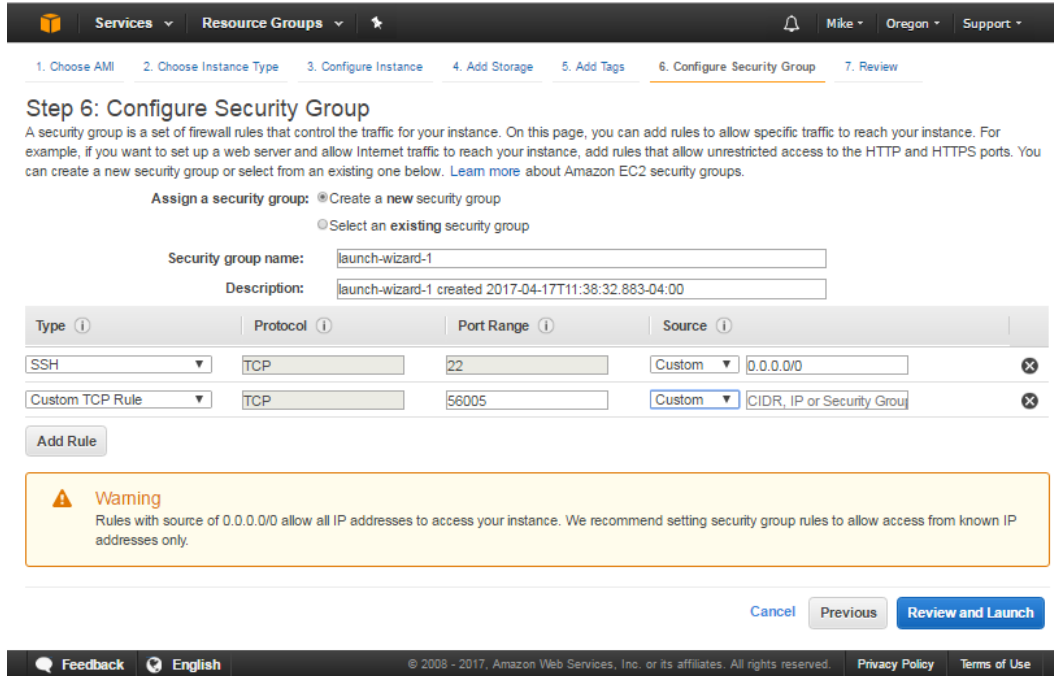 Services Resource Groups Mike Oregon Support
1. Choose AMI 2. Choose Instance Type 3. Configure Instance 4. Add Storage 5. Add Tags 6. Configure Security Group 7. Review
Step 6: Configure Security Group
A security group is a set of firewall rules that control the traffic for your instance. On this page, you can add rules to allow specific traffic to reach your instance. For
example, if you want to set up a web server and allow Internet traffic to reach your instance, add rules that allow unrestricted access to the HTTP and HTTPS ports. You
can create a new security group or select from an existing one below. Learn more about Amazon EC2 security groups.
Assign a security group: Create a new security group
Select an existing security group
Security group name: launch-wizard-1
Description: launch-wizard-1 created 2017-04-17T11:38:32.883-04:00
Type i Protocol i Port Range i Source i
SSH TCP 22 Custom 0.0.0.0/0
Custom TCP Rule TCP 56005 Custom CIDR, IP or Security Grou
Add Rule
Warning
Rules with source of 0.0.0.0/0 allow all IP addresses to access your instance. We recommend setting security group rules to allow access from known IP
addresses only.
Cancel Previous Review and Launch
Feedback English © 2008 - 2017, Amazon Web Services, Inc. or its affiliates. All rights reserved. Privacy Policy Terms of Use